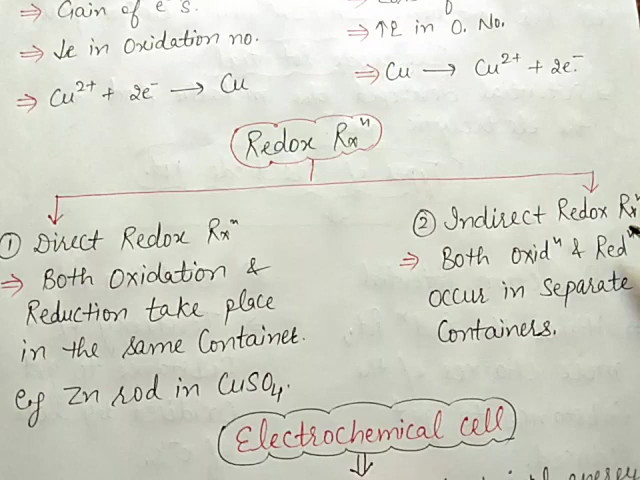 ⇒ Gain of e⁻s.
⇒ ↓e in Oxidation no.
⇒ Cu²⁺ + 2e⁻ → Cu
⇒ of
⇒ ↑e in O. No.
⇒ Cu → Cu²⁺ + 2e⁻
Redox Rxⁿ
① Direct Redox Rxⁿ
⇒ Both Oxidation &
Reduction take place
in the same Container.
e.g Zn rod in CuSO₄.
② Indirect Redox Rxⁿ
⇒ Both Oxidⁿ & Redⁿ
occur in Separate
Containers.
Electrochemical cell
⇓
energy